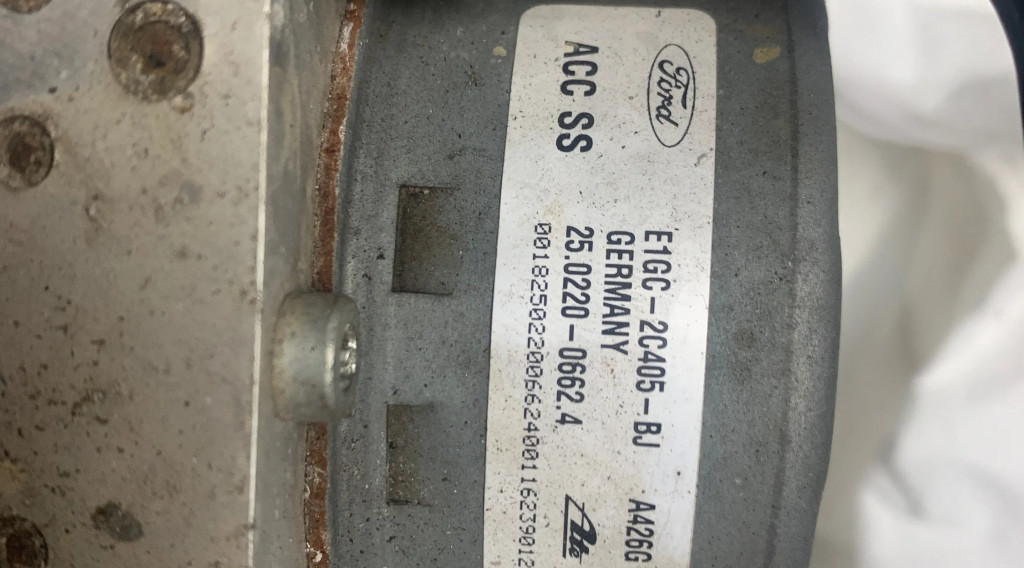 Ford
E1GC-2C405-BJ A426G
GERMANY
ACC SS 25.0220-0662.4 Ate
00182502200662400116239012